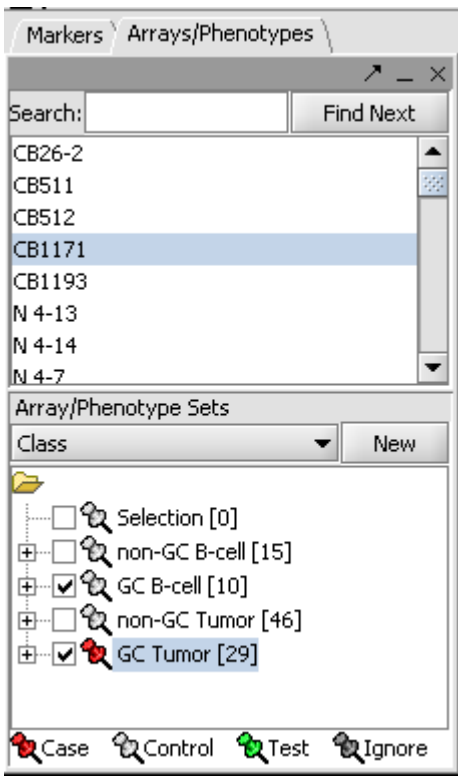 Markers Arrays/Phenotypes
Search: Find Next
CB26-2
CB511
CB512
CB1171
CB1193
N 4-13
N 4-14
N 4-7
Array/Phenotype Sets
Class New
Selection [0]
non-GC B-cell [15]
GC B-cell [10]
non-GC Tumor [46]
GC Tumor [29]
Case Control Test Ignore